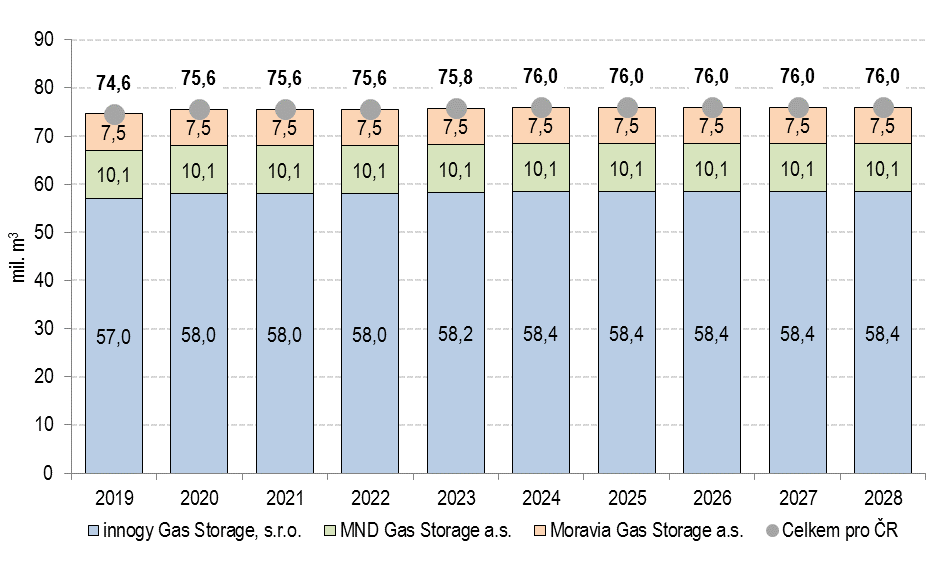 90
80
70
60
50
40
30
20
10
0
mil. m³
74,6 75,6 75,6 75,6 75,8 76,0 76,0 76,0 76,0 76,0
7,5 7,5 7,5 7,5 7,5 7,5 7,5 7,5 7,5 7,5
10,1 10,1 10,1 10,1 10,1 10,1 10,1 10,1 10,1 10,1
57,0 58,0 58,0 58,0 58,2 58,4 58,4 58,4 58,4 58,4
2019 2020 2021 2022 2023 2024 2025 2026 2027 2028
innogy Gas Storage, s.r.o. MND Gas Storage a.s. Moravia Gas Storage a.s. Celkem pro ČR